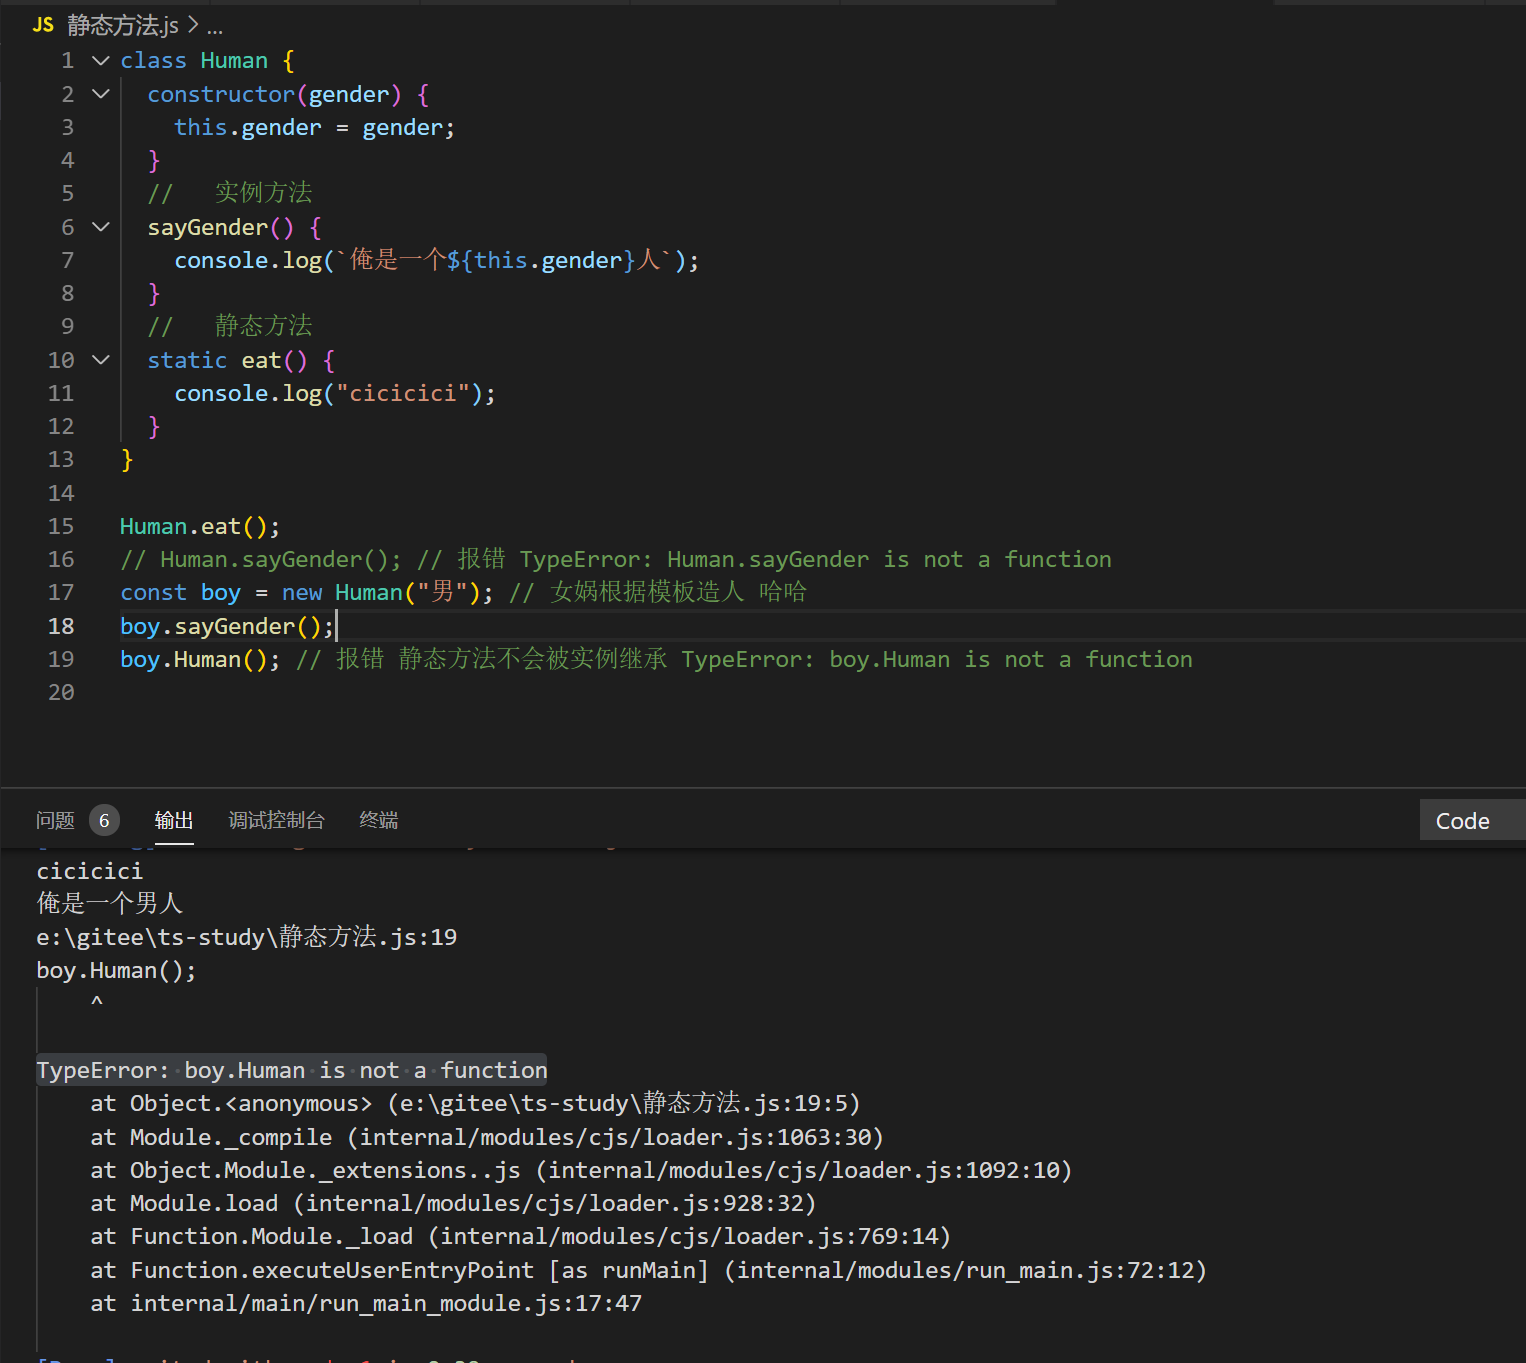 JS 静态方法.js > ...
1 class Human {
2 constructor(gender) {
3 this.gender = gender;
4 }
5 // 实例方法
6 sayGender() {
7 console.log(`俺是一个${this.gender}人`);
8 }
9 // 静态方法
10 static eat() {
11 console.log("cicicici");
12 }
13 }
14
15 Human.eat();
16 // Human.sayGender(); // 报错 TypeError: Human.sayGender is not a function
17 const boy = new Human("男"); // 女娲根据模板造人 哈哈
18 boy.sayGender();
19 boy.Human(); // 报错 静态方法不会被实例继承 TypeError: boy.Human is not a function
20
问题 6 输出 调试控制台 终端 Code
cicicici
俺是一个男人
e:\gitee\ts-study\静态方法.js:19
boy.Human();
^
TypeError: boy.Human is not a function
at Object.<anonymous> (e:\gitee\ts-study\静态方法.js:19:5)
at Module._compile (internal/modules/cjs/loader.js:1063:30)
at Object.Module._extensions..js (internal/modules/cjs/loader.js:1092:10)
at Module.load (internal/modules/cjs/loader.js:928:32)
at Function.Module._load (internal/modules/cjs/loader.js:769:14)
at Function.executeUserEntryPoint [as runMain] (internal/modules/run_main.js:72:12)
at internal/main/run_main_module.js:17:47